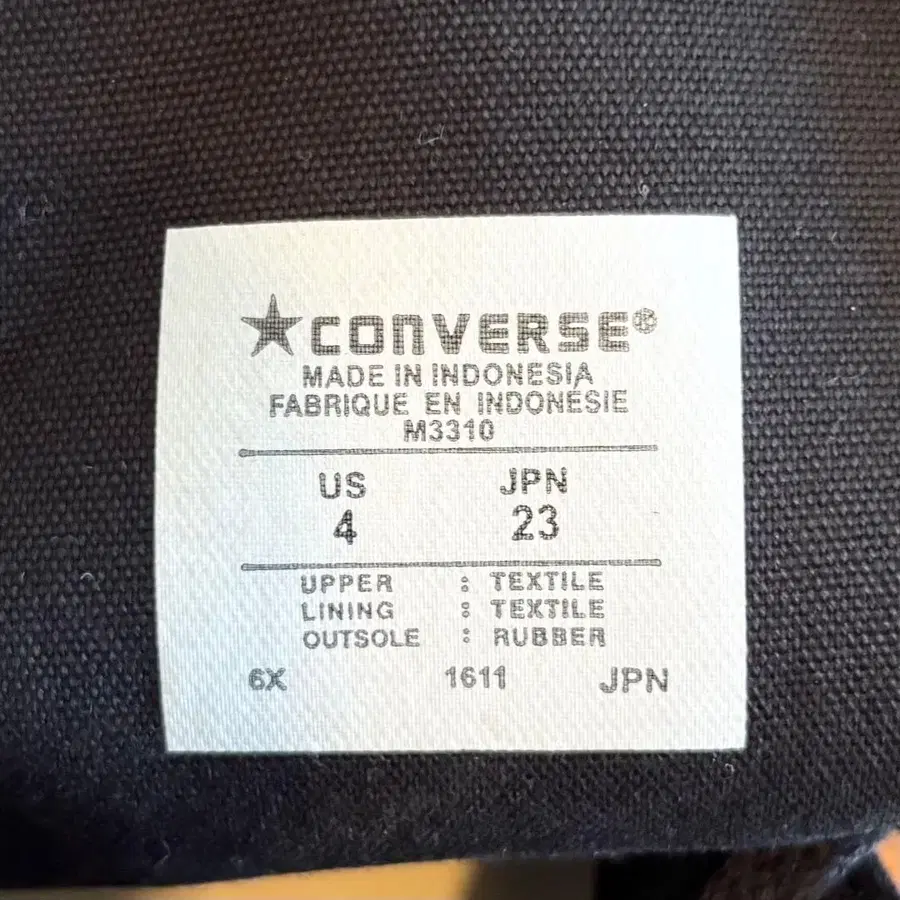 ★CONVERSE®
MADE IN INDONESIA
FABRIQUE EN INDONESIE
M3310
US JPN
4 23
UPPER : TEXTILE
LINING : TEXTILE
OUTSOLE : RUBBER
6X 1611 JPN